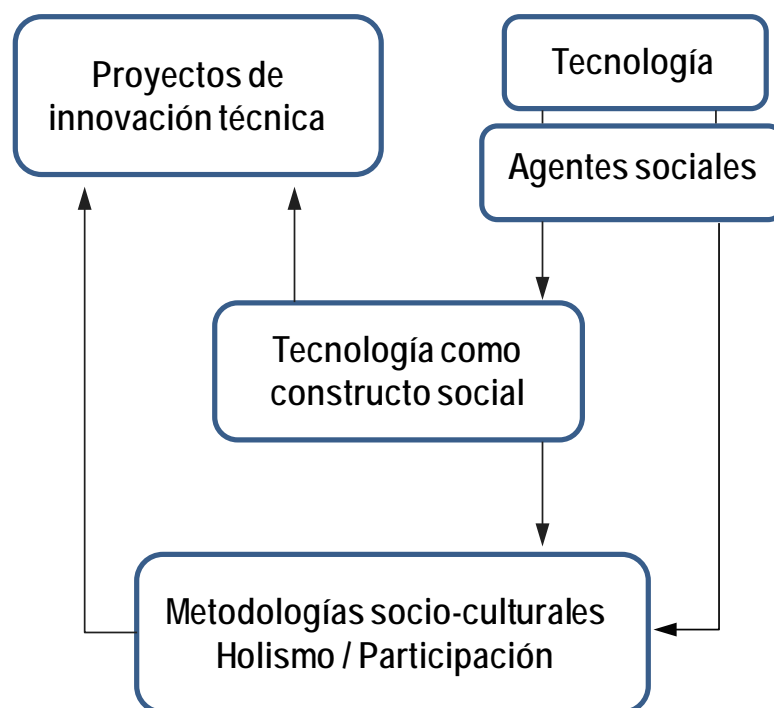 Proyectos de
innovación técnica
Tecnología
Agentes sociales
Tecnología como
constructo social
Metodologías socio-culturales
Holismo / Participación